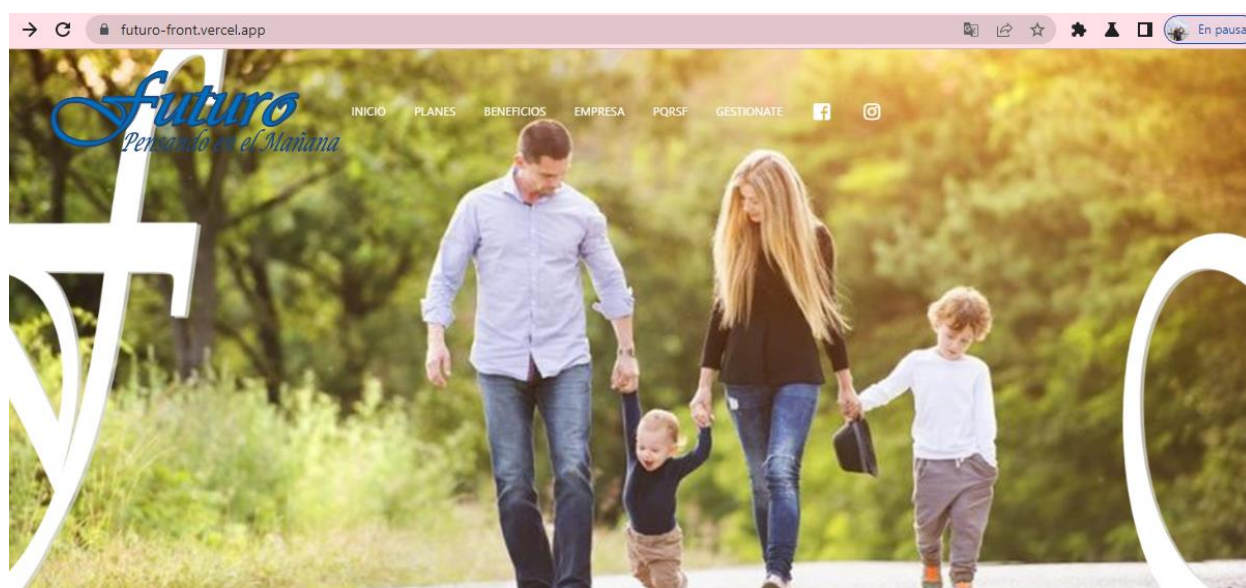 futuro-front.vercel.app
En pausa
futuro
Pensando en el Mañana
INICIO PLANES BENEFICIOS EMPRESA PQRSF GESTIONATE